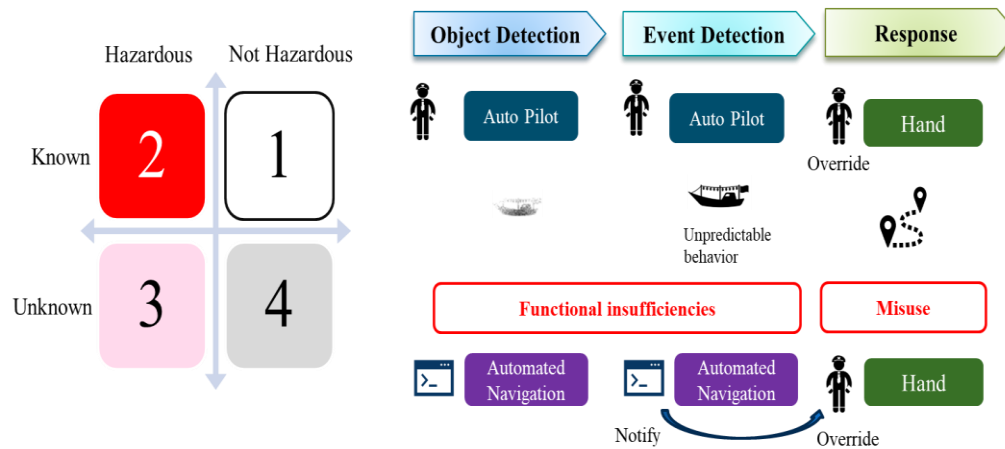 Hazardous
Not Hazardous
Known
2
1
Unknown
3
4
Object Detection
Event Detection
Response
Auto Pilot
Auto Pilot
Hand
Override
Unpredictable
behavior
Functional insufficiencies
Misuse
>_
Automated
Navigation
>_
Automated
Navigation
Hand
Notify
Override